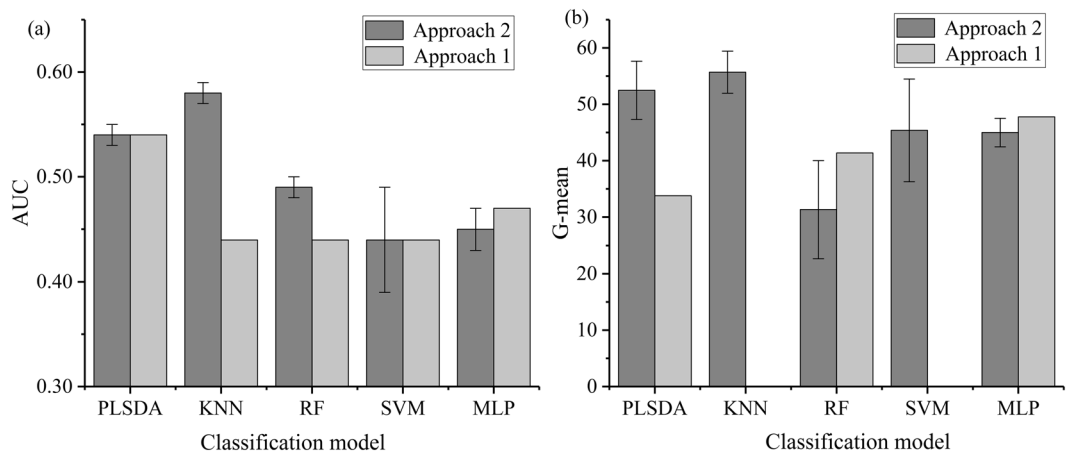 (a)
Approach 2
Approach 1
0.60
0.50
0.40
0.30
AUC
PLSDA KNN RF SVM MLP
Classification model
(b)
Approach 2
Approach 1
60
50
40
30
20
10
0
G-mean
PLSDA KNN RF SVM MLP
Classification model